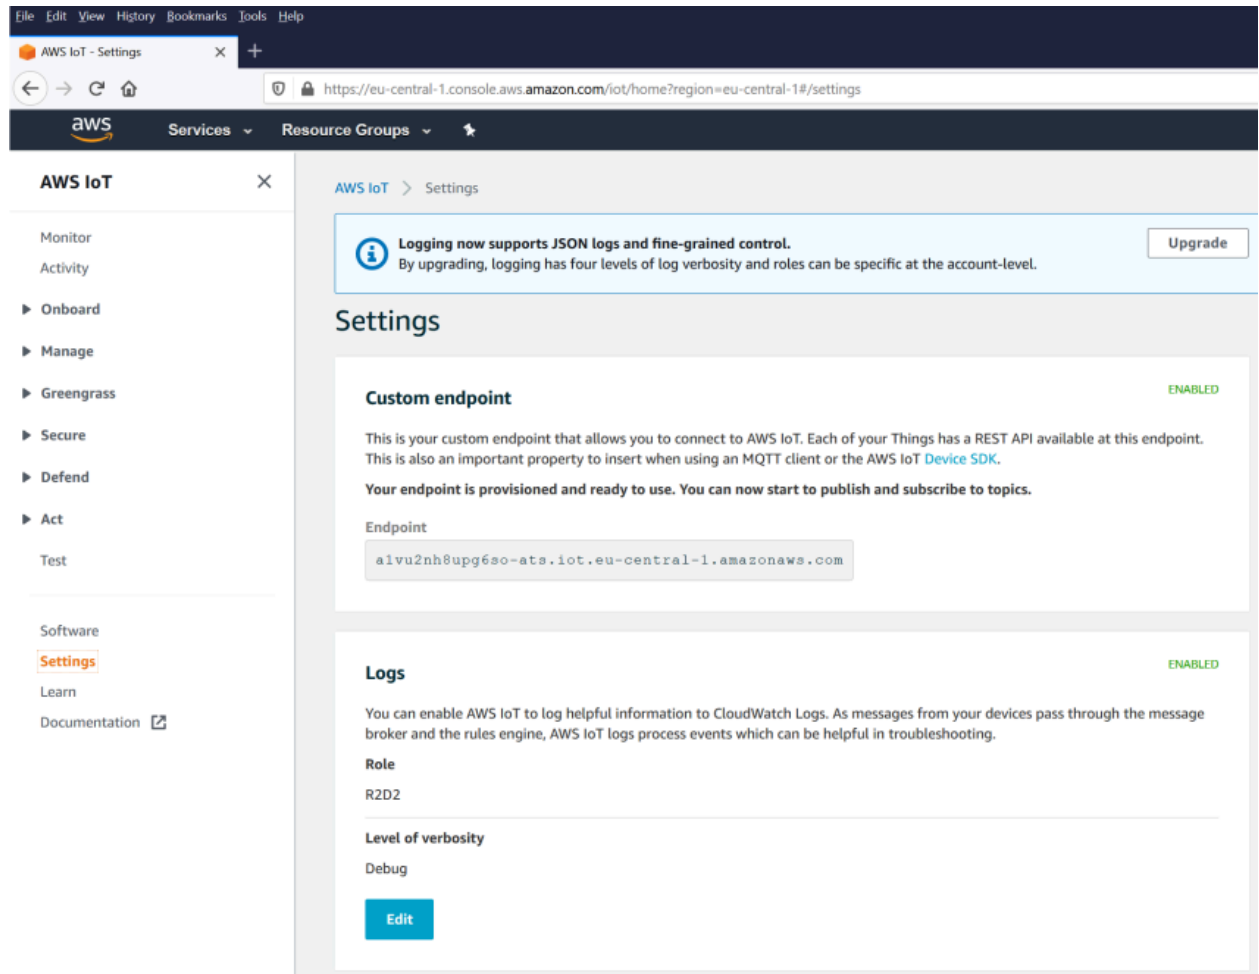 File Edit View History Bookmarks Tools Help
AWS IoT - Settings
https://eu-central-1.console.aws.amazon.com/iot/home?region=eu-central-1#/settings
aws Services Resource Groups
AWS IoT
Monitor
Activity
Onboard
Manage
Greengrass
Secure
Defend
Act
Test
Software
Settings
Learn
Documentation
AWS IoT > Settings
Logging now supports JSON logs and fine-grained control.
By upgrading, logging has four levels of log verbosity and roles can be specific at the account-level.
Upgrade
Settings
Custom endpoint
ENABLED
This is your custom endpoint that allows you to connect to AWS IoT. Each of your Things has a REST API available at this endpoint.
This is also an important property to insert when using an MQTT client or the AWS IoT Device SDK.
Your endpoint is provisioned and ready to use. You can now start to publish and subscribe to topics.
Endpoint
a1vu2nh8upg6so-ats.iot.eu-central-1.amazonaws.com
Logs
ENABLED
You can enable AWS IoT to log helpful information to CloudWatch Logs. As messages from your devices pass through the message
broker and the rules engine, AWS IoT logs process events which can be helpful in troubleshooting.
Role
R2D2
Level of verbosity
Debug
Edit